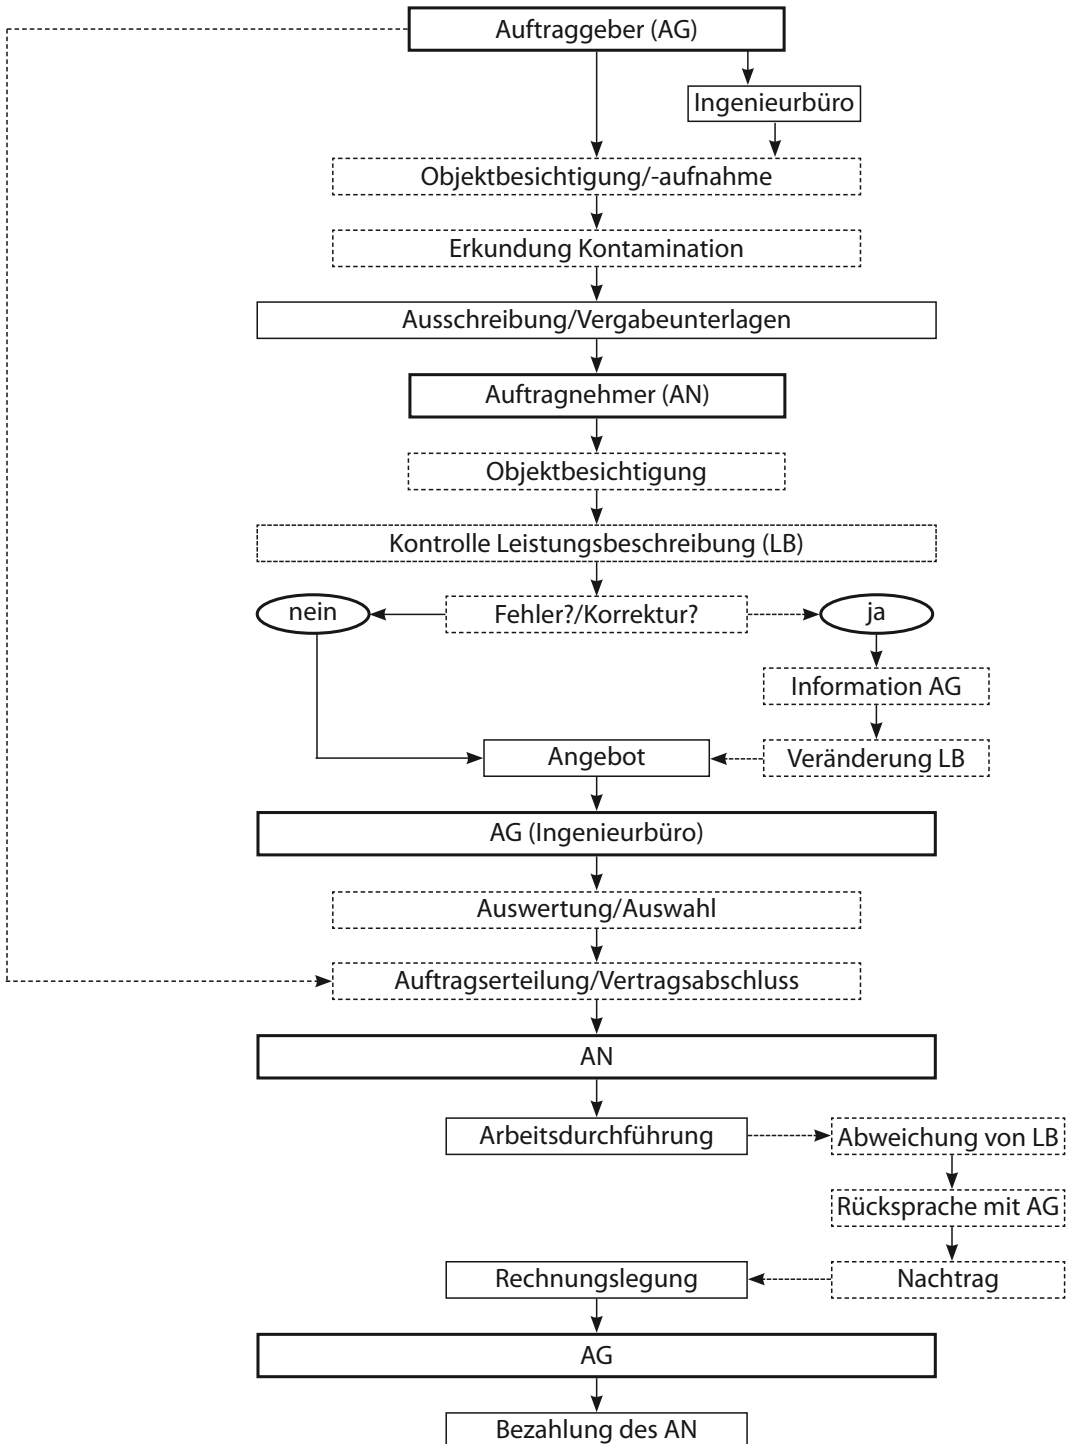 Auftraggeber (AG)
Ingenieurbüro
Objektbesichtigung/-aufnahme
Erkundung Kontamination
Ausschreibung/Vergabeunterlagen
Auftragnehmer (AN)
Objektbesichtigung
Kontrolle Leistungsbeschreibung (LB)
nein
Fehler?/Korrektur?
ja
Information AG
Angebot
Veränderung LB
AG (Ingenieurbüro)
Auswertung/Auswahl
Auftragserteilung/Vertragsabschluss
AN
Arbeitsdurchführung
Abweichung von LB
Rücksprache mit AG
Rechnungslegung
Nachtrag
AG
Bezahlung des AN